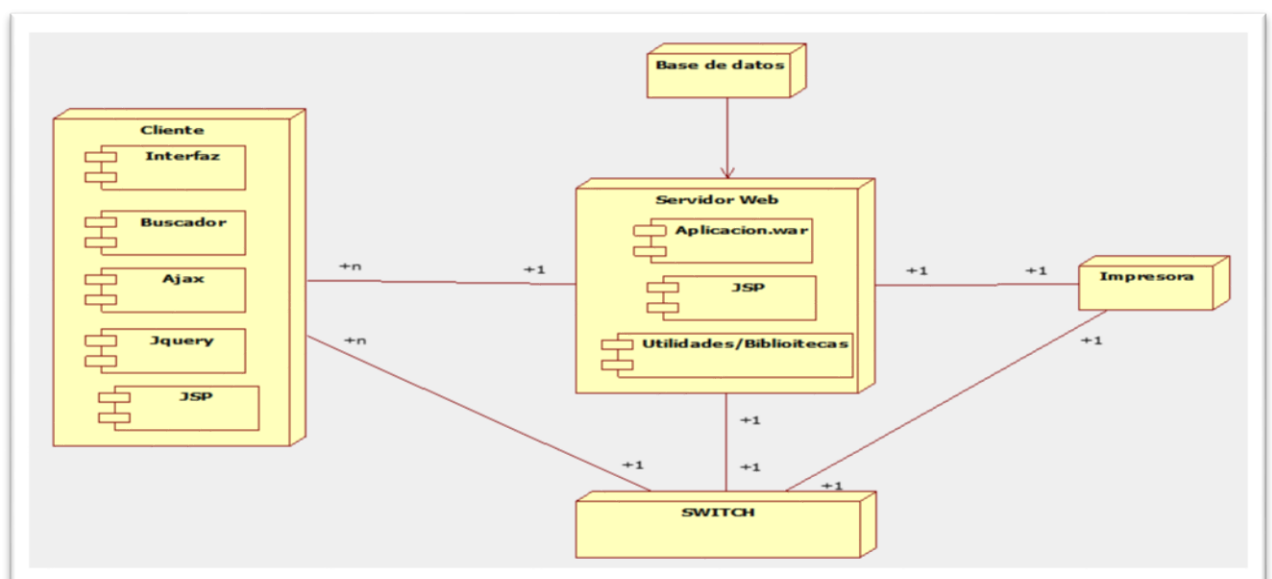 Base de datos
Cliente
Interfaz
Buscador
Ajax
Jquery
JSP
Servidor Web
Aplicacion.war
JSP
Utilidades/Biblioitecas
Impresora
SWITCH
+n
+1
+1
+1
+n
+1
+1
+1
+1
+1